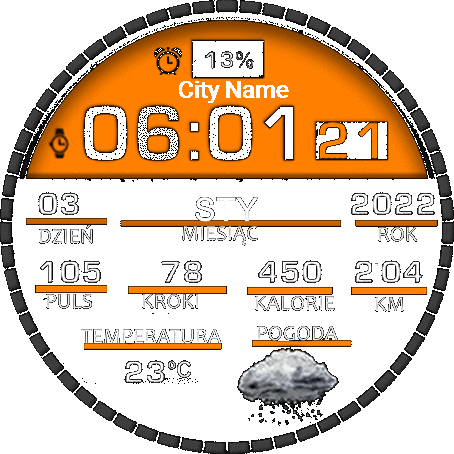 13%
City Name
06:01 21
03 STY 2022
DZIEŃ MIESIĄC ROK
105 78 450 2'04
PULS KROKI KALORIE KM
TEMPERATURA POGODA
23°C